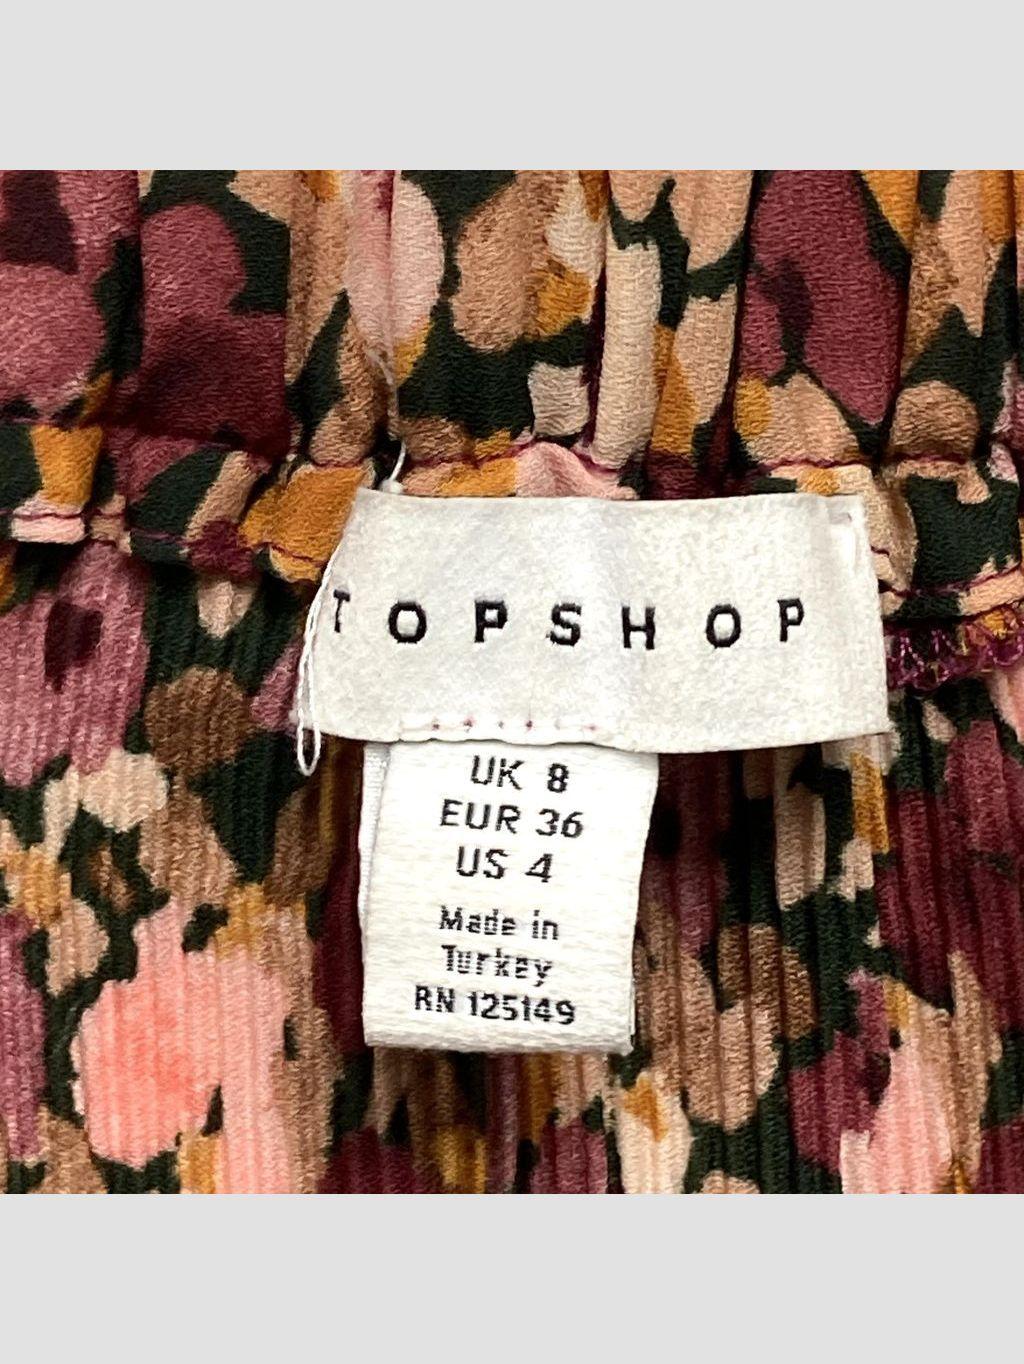 TOPSHOP
UK 8
EUR 36
US 4
Made in
Turkey
RN 125149